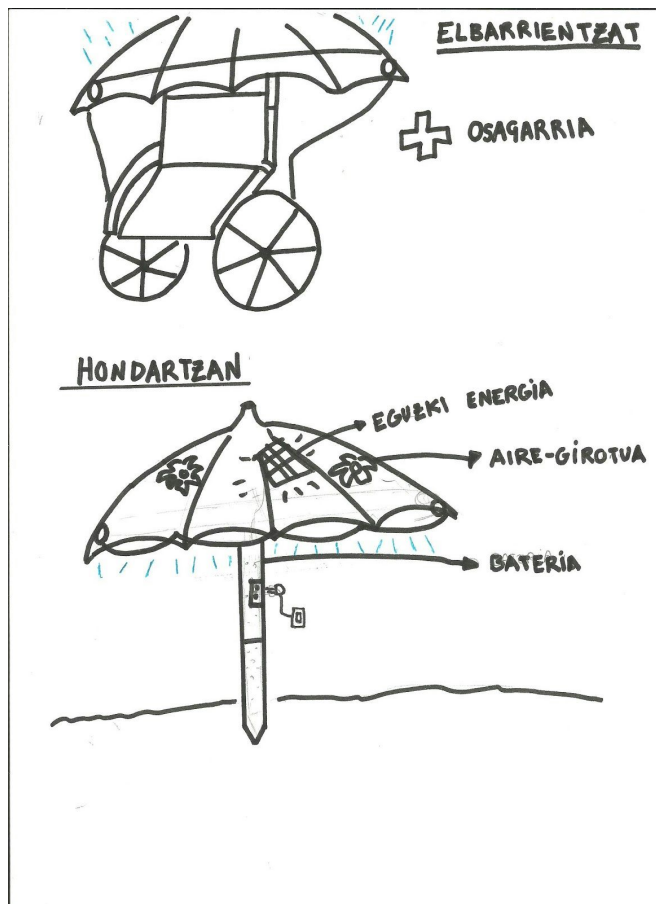 ELBARRIENTZAT
OSAGARRIA
HONDARTZAN
EGUZKI ENERGIA
AIRE-GIROTUA
BATERIA